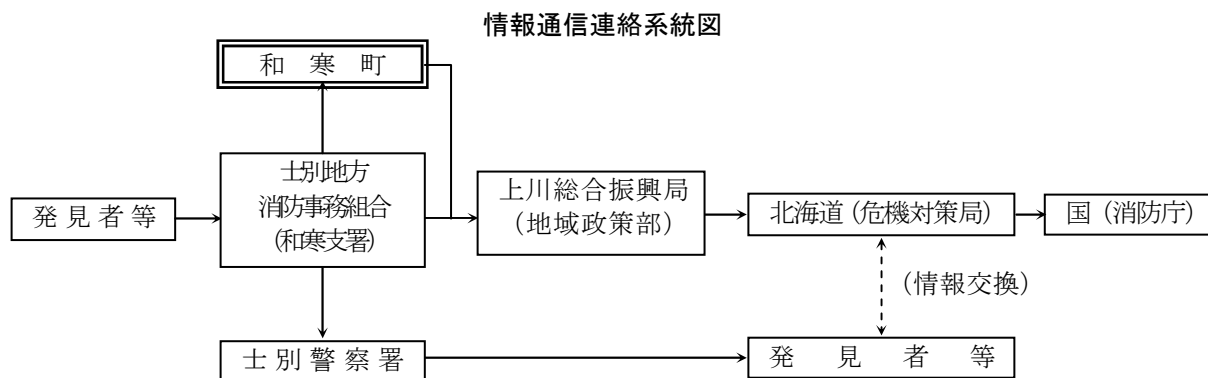 情報通信連絡系統図
和寒町
士別地方
消防事務組合
(和寒支署)
発見者等
上川総合振興局
(地域政策部)
北海道(危機対策局)
国(消防庁)
(情報交換)
士別警察署
発見者等